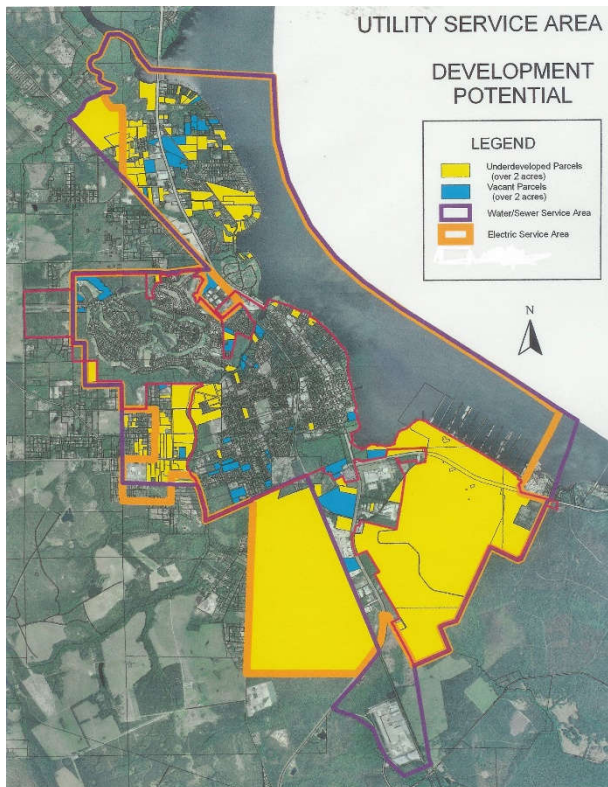 UTILITY SERVICE AREA
DEVELOPMENT
POTENTIAL
LEGEND
Underdeveloped Parcels
(over 2 acres)
Vacant Parcels
(over 2 acres)
Water/Sewer Service Area
Electric Service Area
N